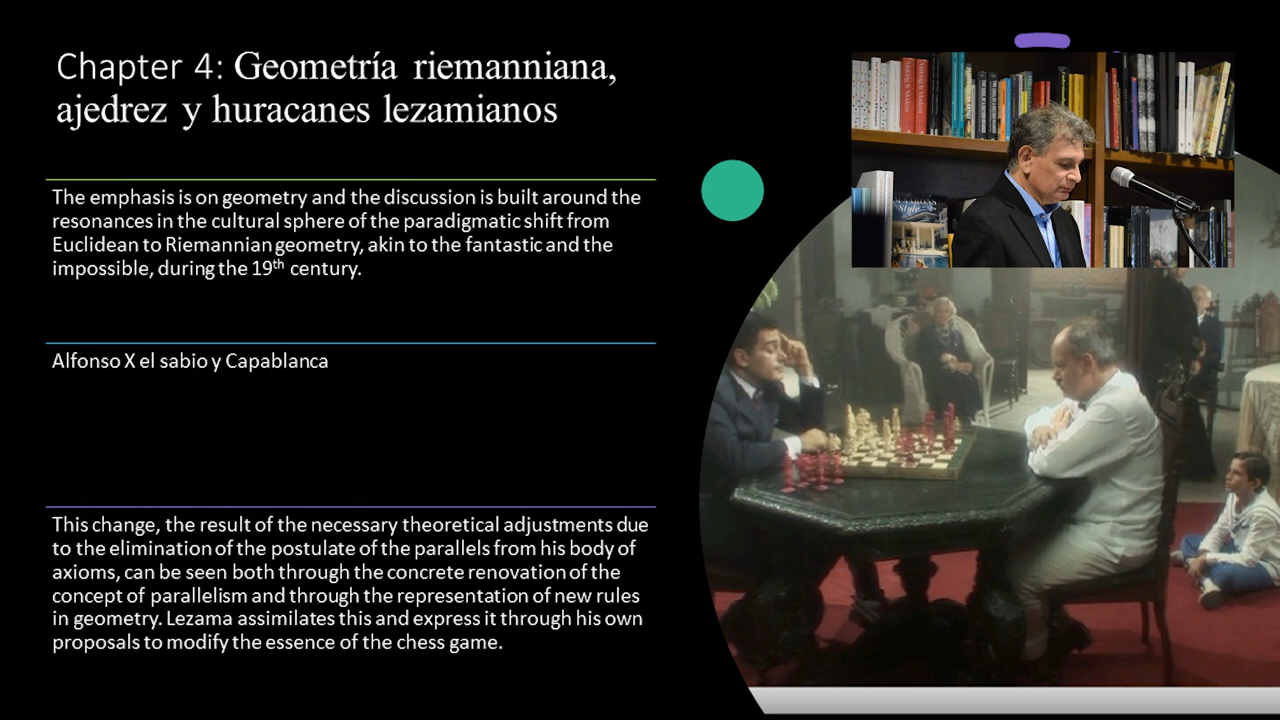 Chapter 4: Geometría riemanniana,
ajedrez y huracanes lezamianos
The emphasis is on geometry and the discussion is built around the
resonances in the cultural sphere of the paradigmatic shift from
Euclidean to Riemannian geometry, akin to the fantastic and the
impossible, during the 19th century.
Alfonso X el sabio y Capablanca
This change, the result of the necessary theoretical adjustments due
to the elimination of the postulate of the parallels from his body of
axioms, can be seen both through the concrete renovation of the
concept of parallelism and through the representation of new rules
in geometry. Lezama assimilates this and express it through his own
proposals to modify the essence of the chess game.